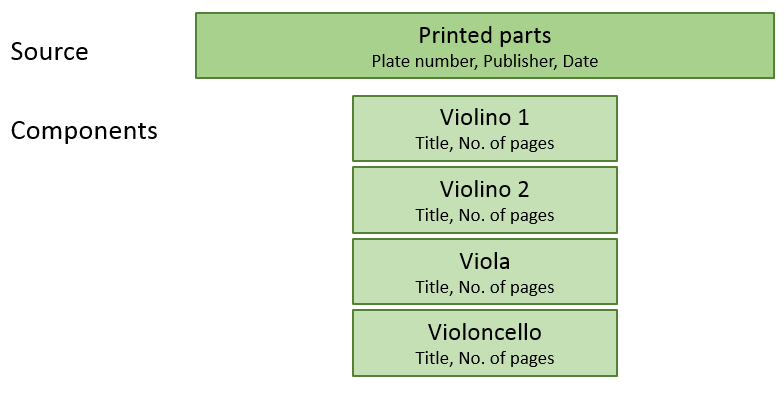 Source
Printed parts
Plate number, Publisher, Date
Components
Violino 1
Title, No. of pages
Violino 2
Title, No. of pages
Viola
Title, No. of pages
Violoncello
Title, No. of pages